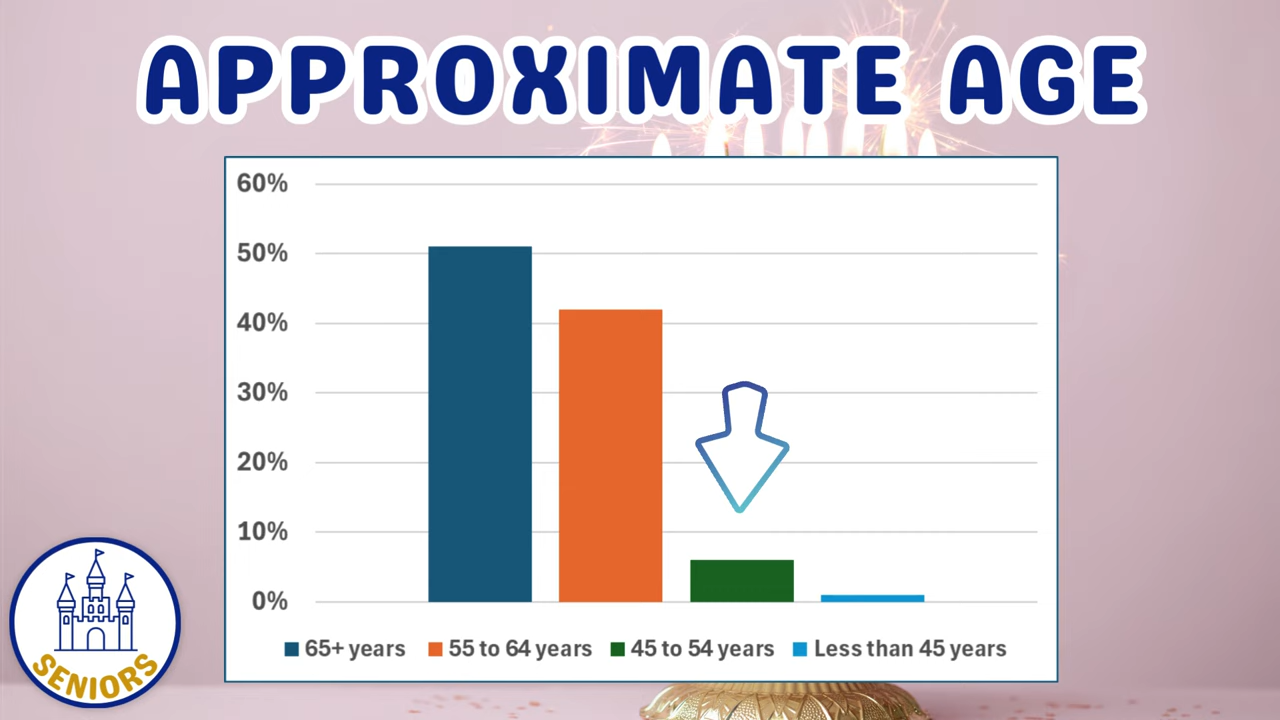 APPROXIMATE AGE
60%
50%
40%
30%
20%
10%
0%
65+ years 55 to 64 years 45 to 54 years Less than 45 years
SENIORS